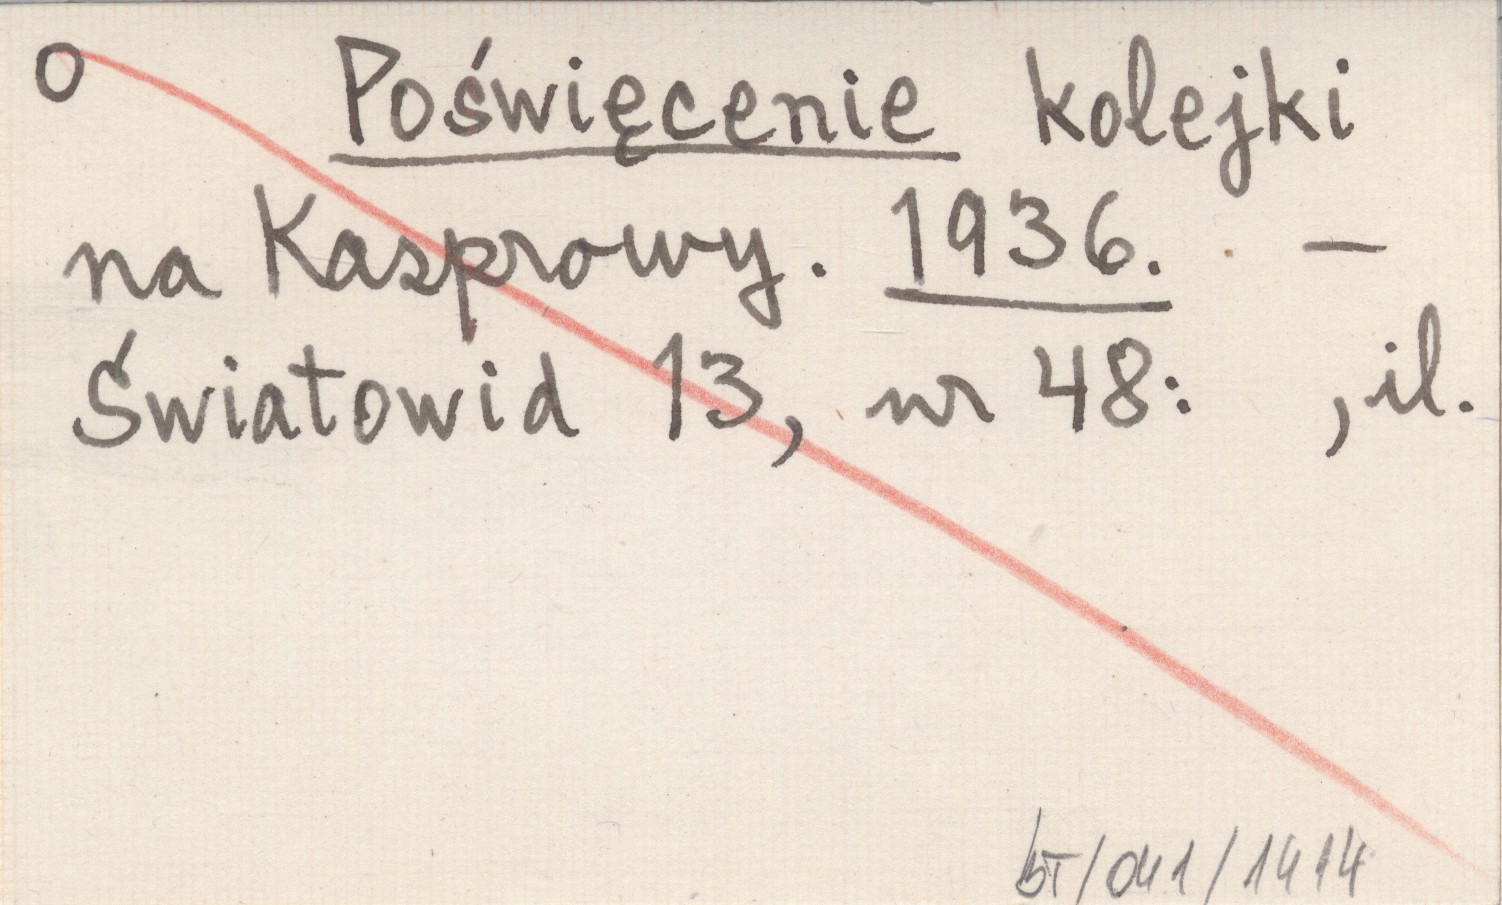 O Poświęcenie kolejki
na Kasprowy. 1936. —
Światowid 13, nr 48: , il.
bT/041/1414